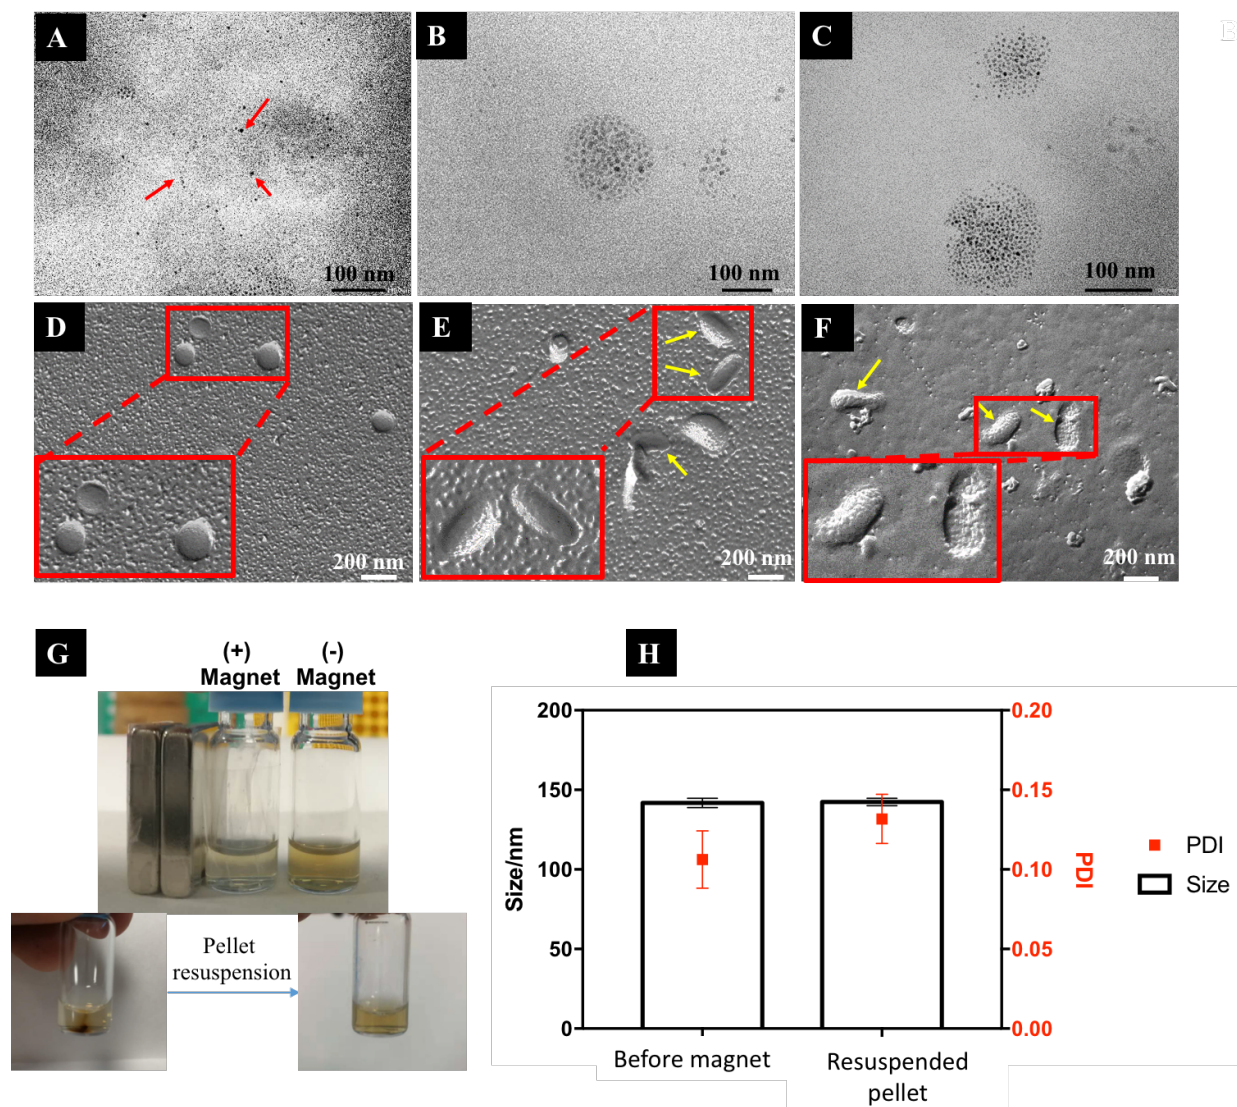 A
B
C
100 nm
100 nm
100 nm
D
E
F
200 nm
200 nm
200 nm
G
(+)
Magnet
(-)
Magnet
Pellet
resuspension
H
200
150
100
50
0
Size/nm
0.20
0.15
0.10
0.05
0.00
PDI
PDI
Size
Before magnet
Resuspended
pellet